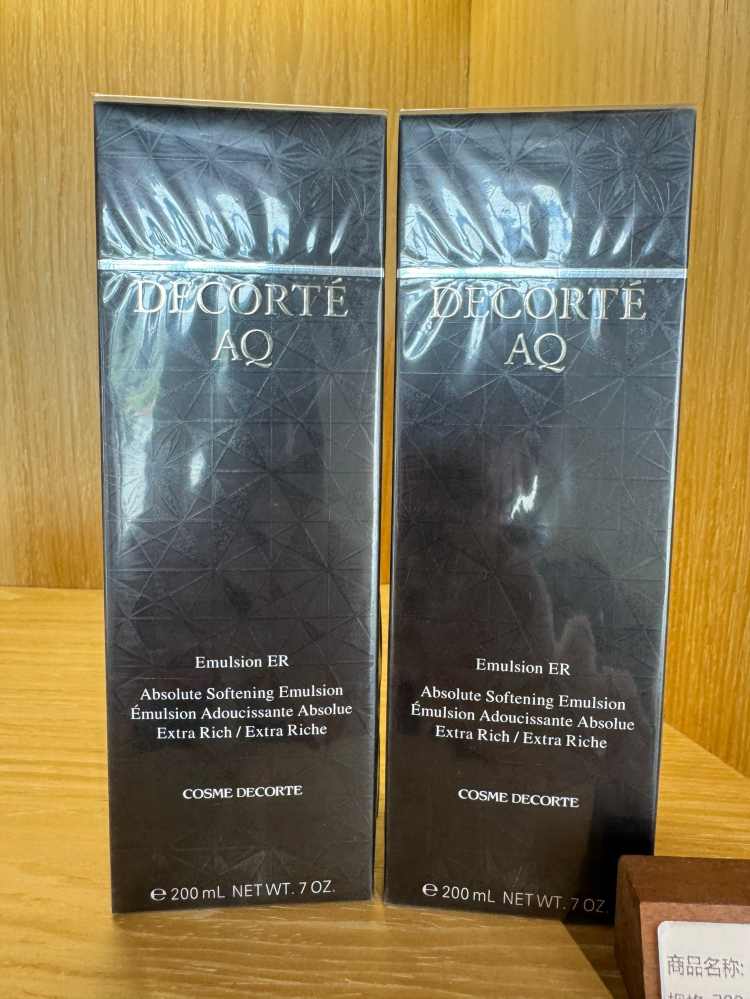 DECORTÉ
AQ
Emulsion ER
Absolute Softening Emulsion
Émulsion Adoucissante Absolue
Extra Rich / Extra Riche
COSME DECORTE
℮ 200 mL NET WT. 7 OZ.
DECORTÉ
AQ
Emulsion ER
Absolute Softening Emulsion
Émulsion Adoucissante Absolue
Extra Rich / Extra Riche
COSME DECORTE
℮ 200 mL NET WT. 7 OZ.
商品名称: